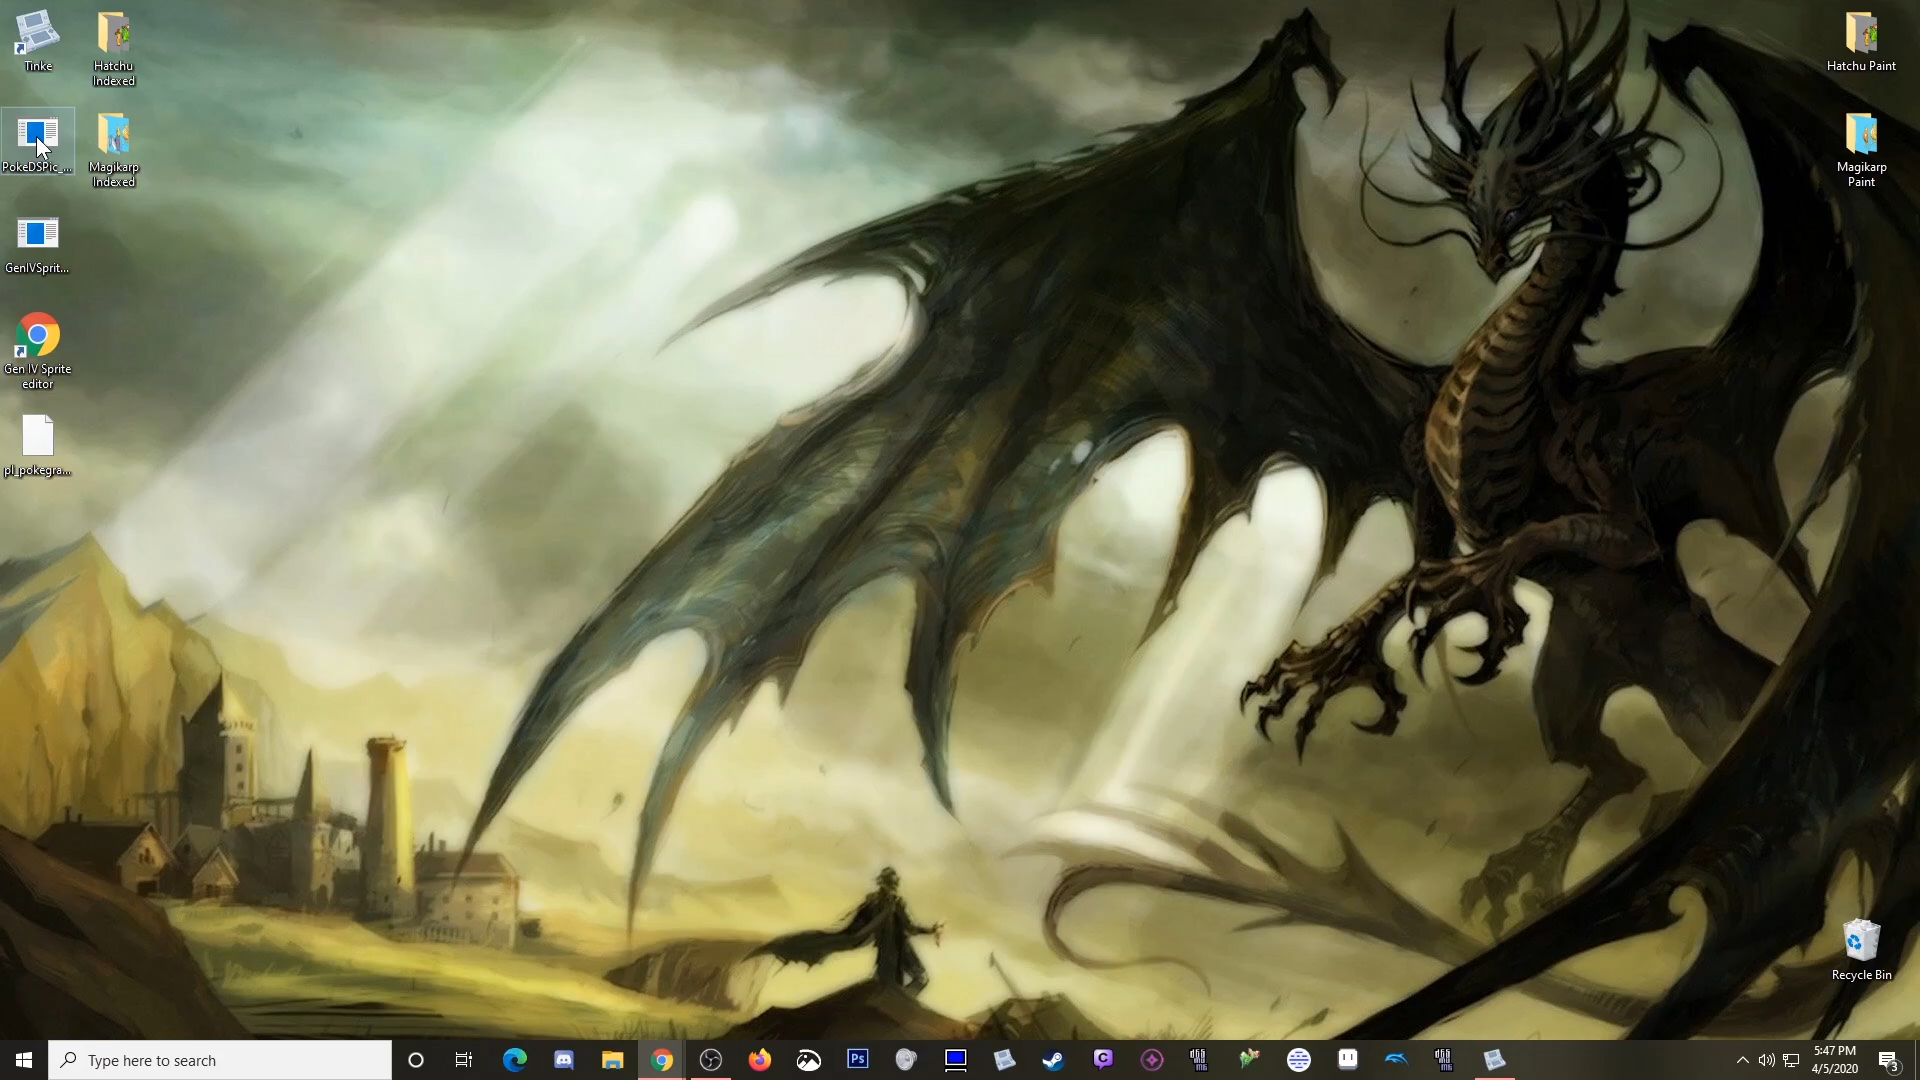 Tinke
Hatchu
Indexed
PokeDSPic_...
Magikarp
Indexed
GenIVSprit...
Gen IV Sprite
editor
pl_pokegra...
Hatchu Paint
Magikarp
Paint
Recycle Bin
Type here to search
Ps
5:47 PM
4/5/2020
3